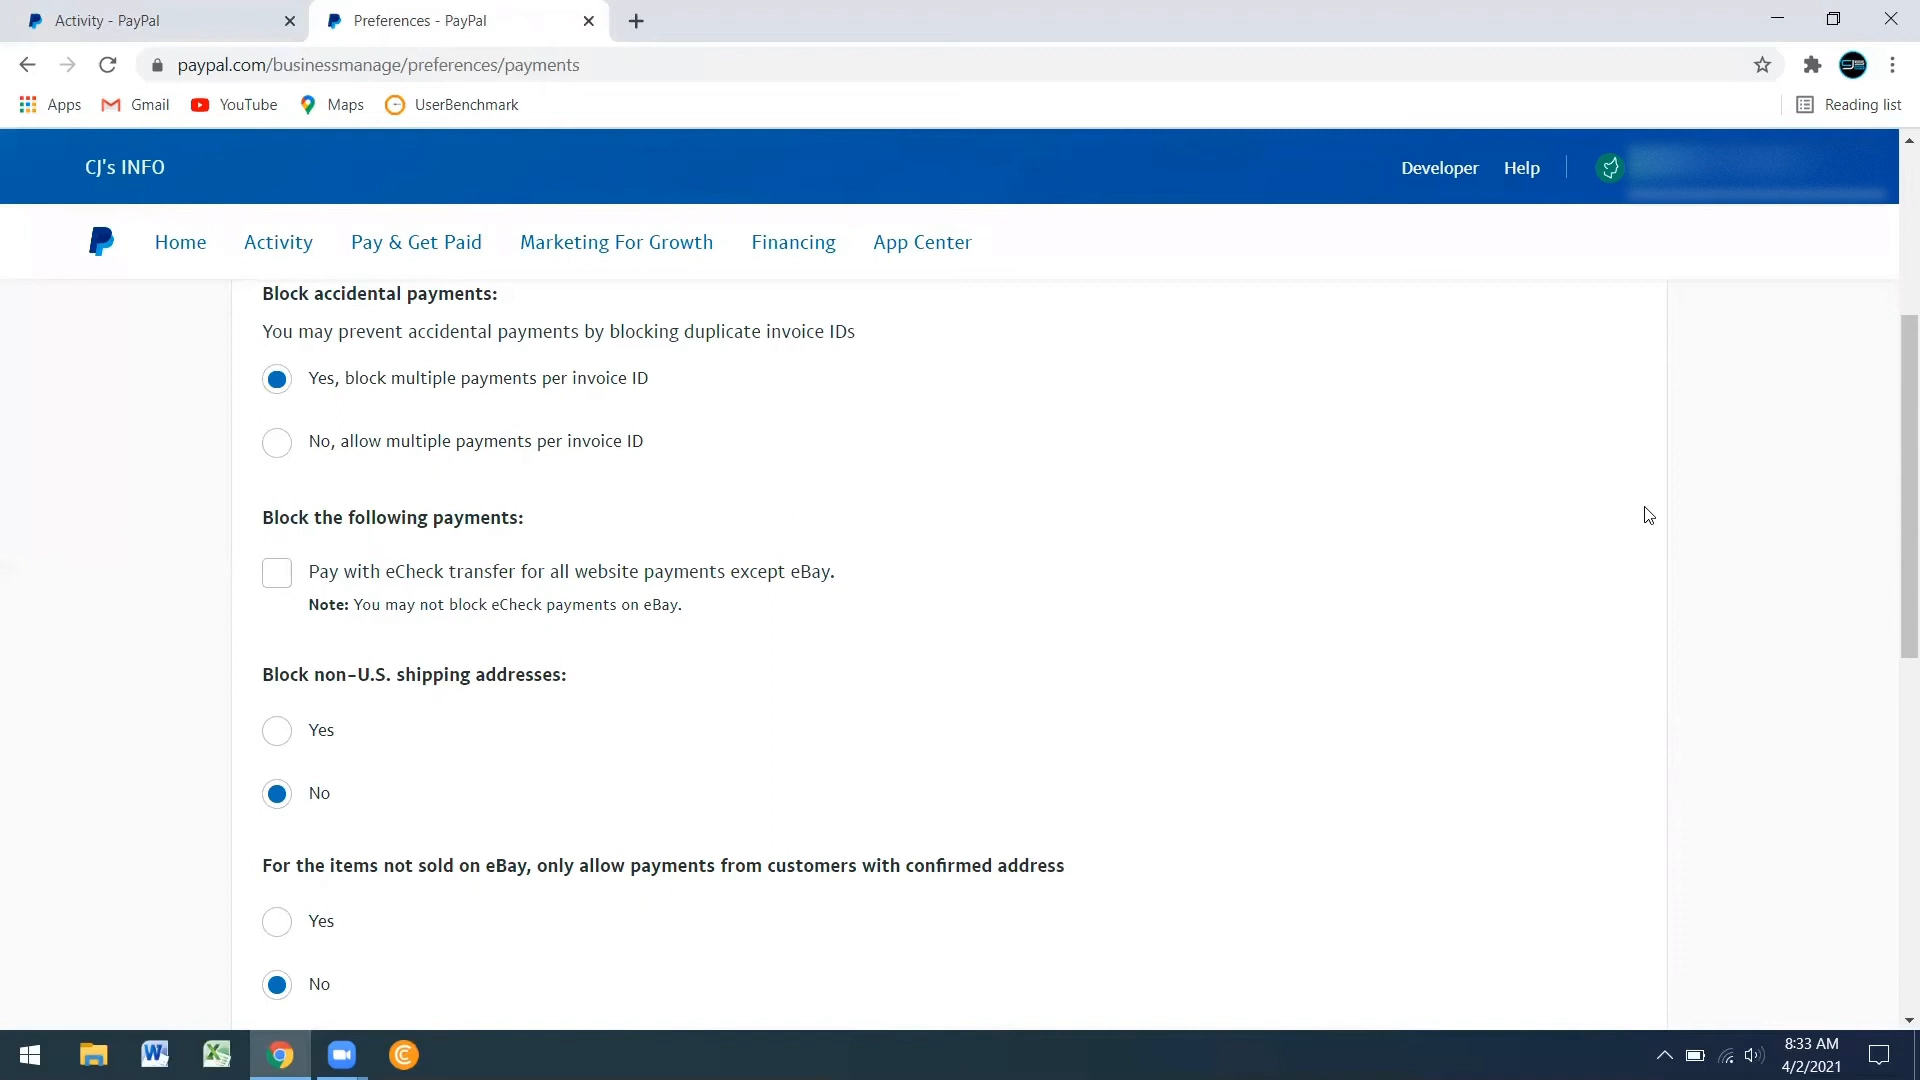 Activity - PayPal
Preferences - PayPal
paypal.com/businessmanage/preferences/payments
Apps
Gmail
YouTube
Maps
UserBenchmark
Reading list
CJ's INFO
Developer
Help
Home
Activity
Pay & Get Paid
Marketing For Growth
Financing
App Center
Block accidental payments:
You may prevent accidental payments by blocking duplicate invoice IDs
Yes, block multiple payments per invoice ID
No, allow multiple payments per invoice ID
Block the following payments:
Pay with eCheck transfer for all website payments except eBay.
Note: You may not block eCheck payments on eBay.
Block non-U.S. shipping addresses:
Yes
No
For the items not sold on eBay, only allow payments from customers with confirmed address
Yes
No
8:33 AM
4/2/2021